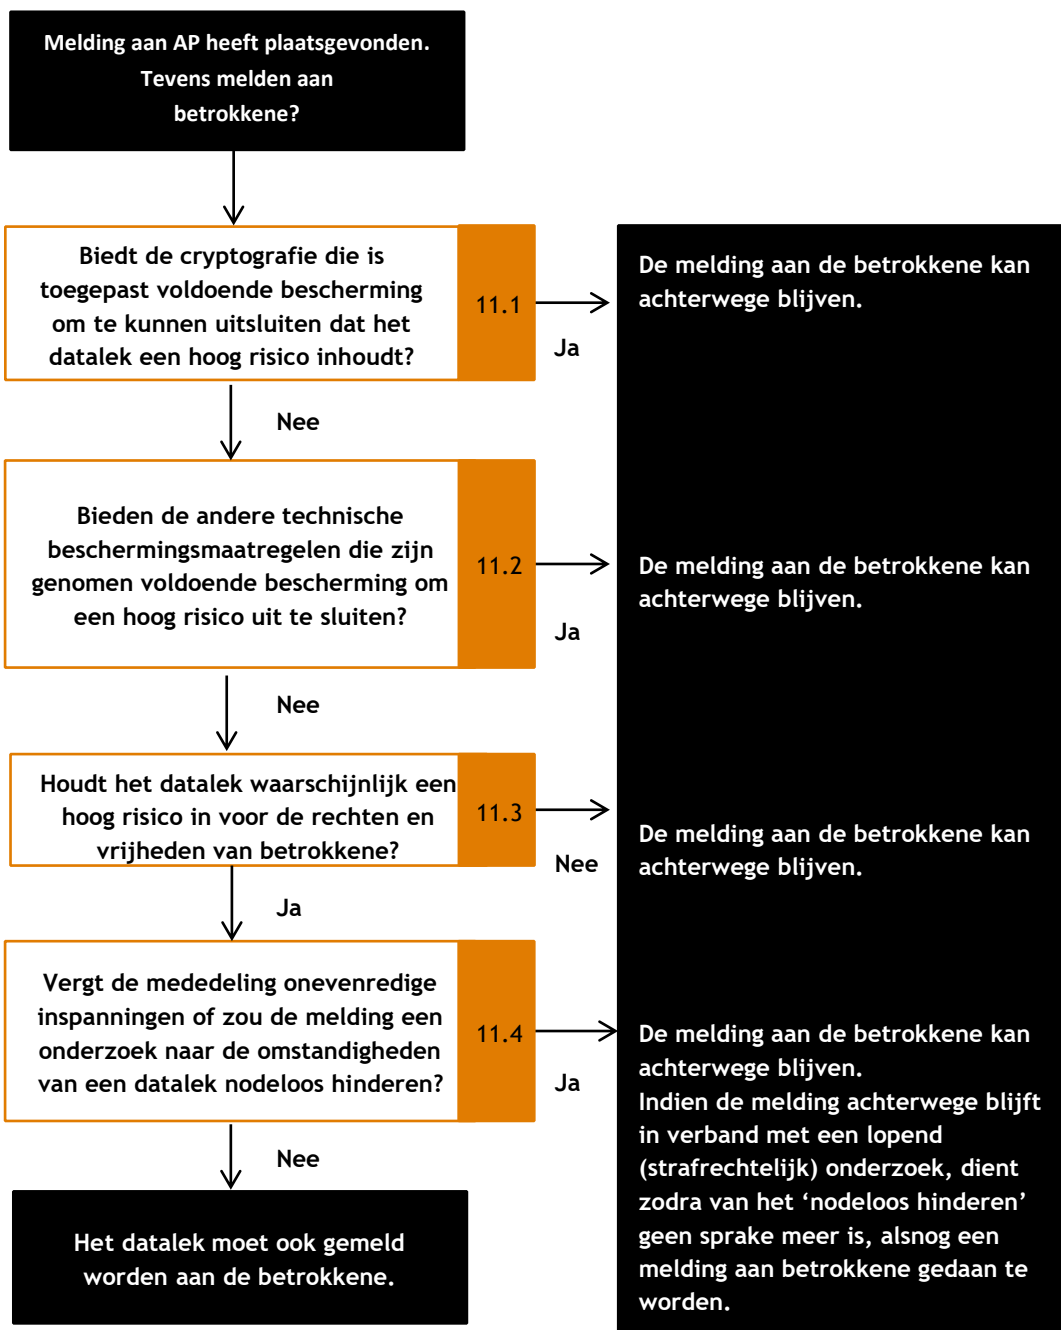 Melding aan AP heeft plaatsgevonden.
Tevens melden aan
betrokkene?
Biedt de cryptografie die is
toegepast voldoende bescherming
om te kunnen uitsluiten dat het
datalek een hoog risico inhoudt?
11.1
Ja
De melding aan de betrokkene kan
achterwege blijven.
Nee
Bieden de andere technische
beschermingsmaatregelen die zijn
genomen voldoende bescherming om
een hoog risico uit te sluiten?
11.2
Ja
De melding aan de betrokkene kan
achterwege blijven.
Nee
Houdt het datalek waarschijnlijk een
hoog risico in voor de rechten en
vrijheden van betrokkene?
11.3
Nee
De melding aan de betrokkene kan
achterwege blijven.
Ja
Vergt de mededeling onevenredige
inspanningen of zou de melding een
onderzoek naar de omstandigheden
van een datalek nodeloos hinderen?
11.4
Ja
De melding aan de betrokkene kan
achterwege blijven.
Indien de melding achterwege blijft
in verband met een lopend
(strafrechtelijk) onderzoek, dient
zodra van het ‘nodeloos hinderen’
geen sprake meer is, alsnog een
melding aan betrokkene gedaan te
worden.
Nee
Het datalek moet ook gemeld
worden aan de betrokkene.